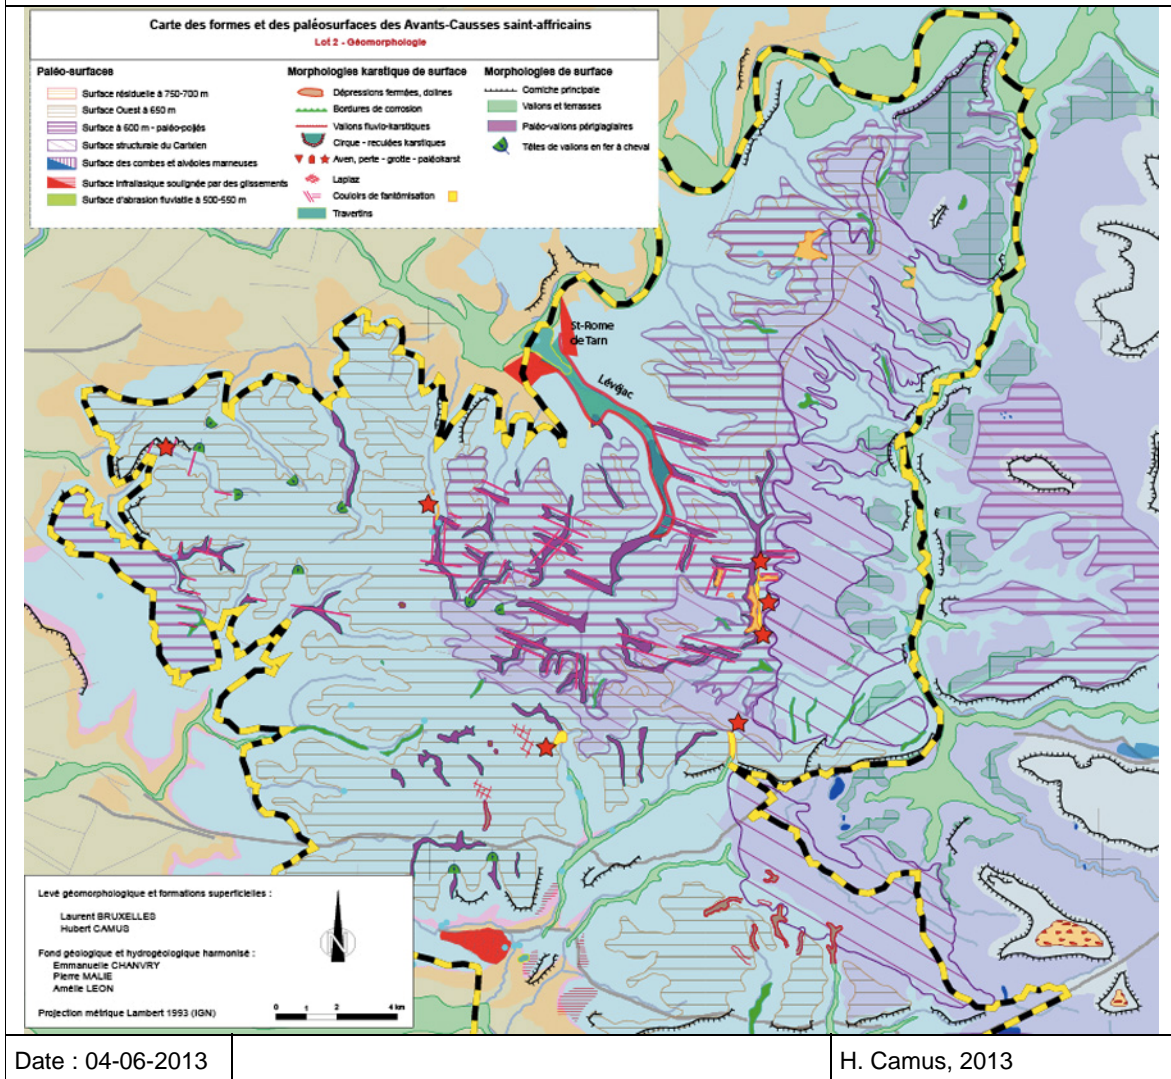 Carte des formes et des paléosurfaces des Avants-Causses saint-affricains
Lot 2 - Géomorphologie
Paléo-surfaces
Surface résiduelle à 750-700 m
Surface Ouest à 650 m
Surface à 600 m - paléo-poljés
Surface structurale du Carixien
Surface des combes et alvéoles marneuses
Surface infraliasique soulignée par des glissements
Surface d'abrasion fluviatile à 500-550 m
Morphologies karstique de surface
Dépressions fermées, dolines
Bordures de corrosion
Vallons fluvio-karstiques
Cirque - reculées karstiques
Aven, perte - grotte - paléokarst
Lapiaz
Couloirs de fantômisation
Travertins
Morphologies de surface
Corniche principale
Vallons et terrasses
Paléo-vallons périglagiaires
Têtes de vallons en fer à cheval
St-Rome
de Tarn
Lévéjac
Levé géomorphologique et formations superficielles :
Laurent BRUXELLES
Hubert CAMUS
Fond géologique et hydrogéologique harmonisé :
Emmanuelle CHANVRY
Pierre MALIE
Amélie LEON
Projection métrique Lambert 1993 (IGN)
N
0 2 4 km
Date : 04-06-2013
H. Camus, 2013